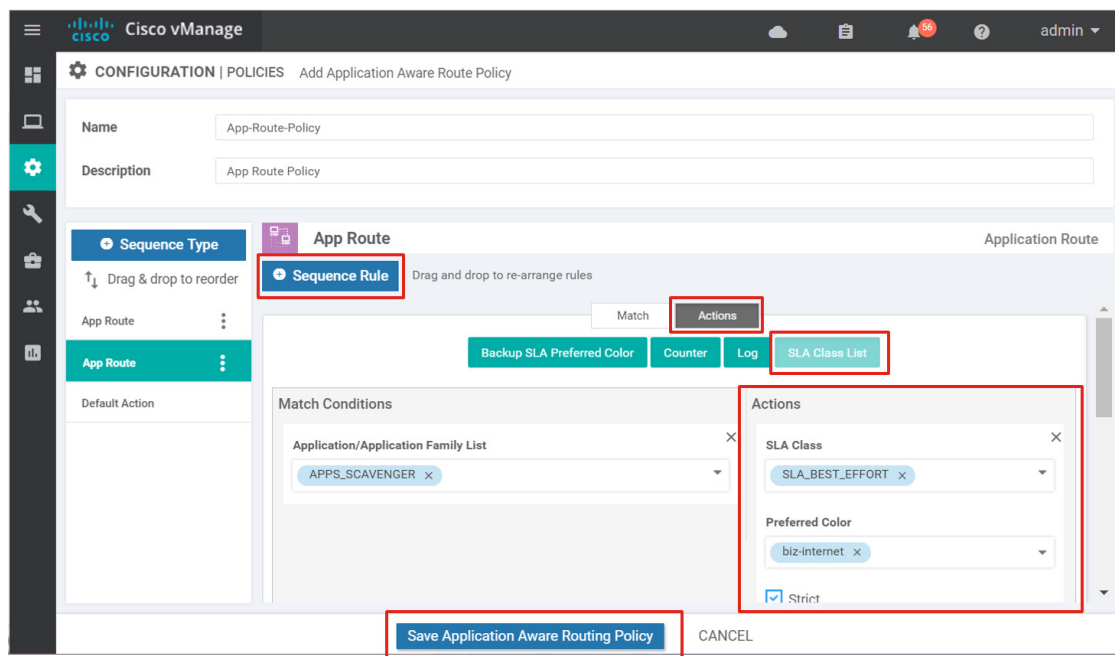 cisco Cisco vManage 56 admin
CONFIGURATION | POLICIES Add Application Aware Route Policy
Name App-Route-Policy
Description App Route Policy
Sequence Type
Drag & drop to reorder
App Route
App Route
Default Action
App Route Application Route
Sequence Rule Drag and drop to re-arrange rules
Match Actions
Backup SLA Preferred Color Counter Log SLA Class List
Match Conditions
Application/Application Family List
APPS_SCAVENGER
Actions
SLA Class
SLA_BEST_EFFORT
Preferred Color
biz-internet
Strict
Save Application Aware Routing Policy CANCEL